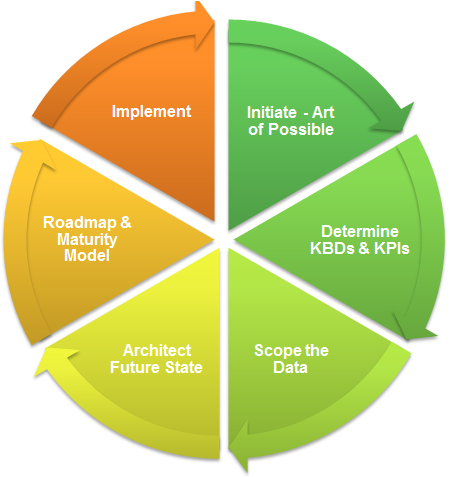 Initiate - Art
of Possible
Determine
KBDs & KPIs
Scope the
Data
Architect
Future State
Roadmap &
Maturity
Model
Implement